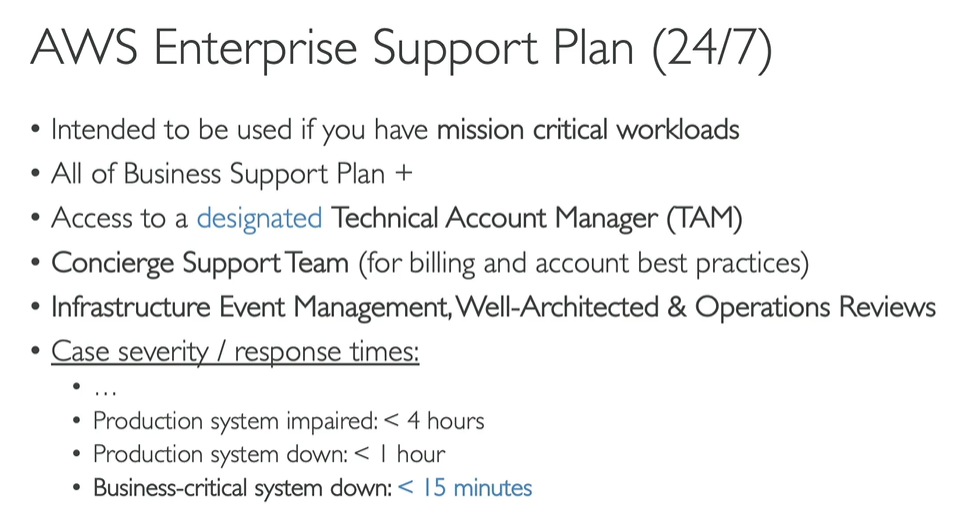 AWS Enterprise Support Plan (24/7)
• Intended to be used if you have mission critical workloads
• All of Business Support Plan +
• Access to a designated Technical Account Manager (TAM)
• Concierge Support Team (for billing and account best practices)
• Infrastructure Event Management, Well-Architected & Operations Reviews
• Case severity / response times:
• …
• Production system impaired: < 4 hours
• Production system down: < 1 hour
• Business-critical system down: < 15 minutes